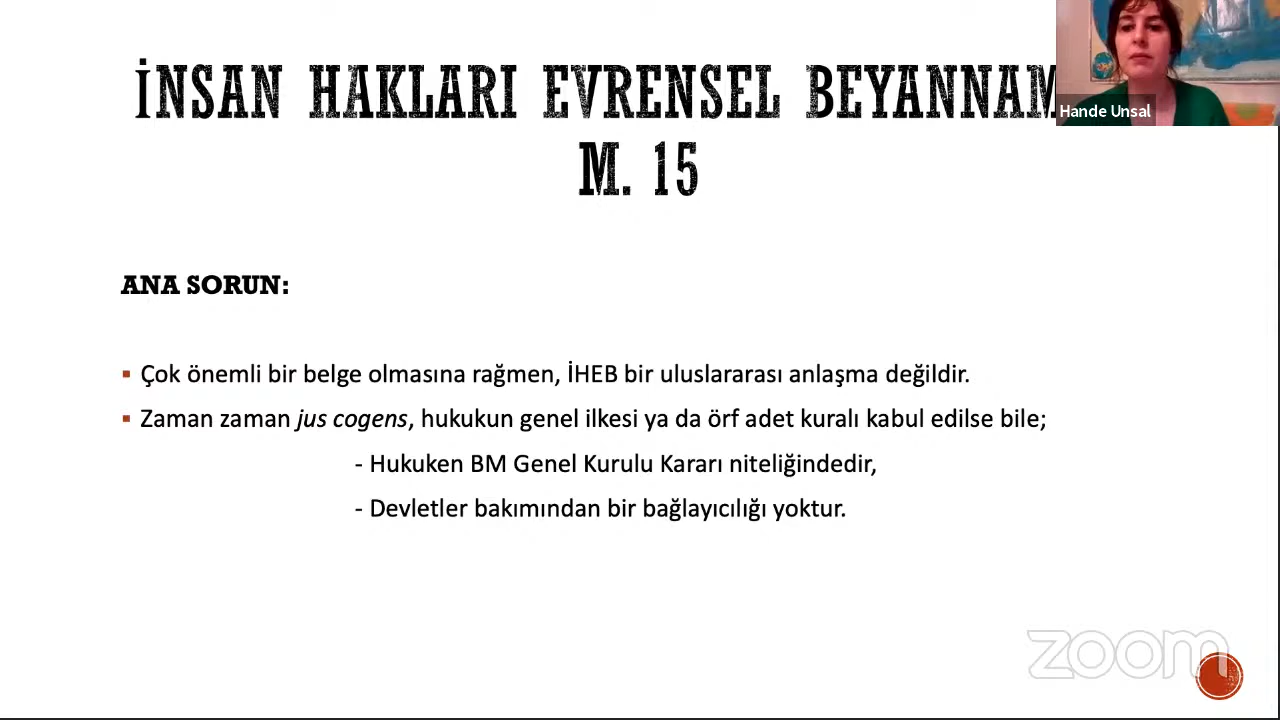 İNSAN HAKLARI EVRENSEL
M. 15
Hande Unsal
ANA SORUN:
▪ Çok önemli bir belge olmasına rağmen, İHEB bir uluslararası anlaşma değildir.
▪ Zaman zaman jus cogens, hukukun genel ilkesi ya da örf adet kuralı kabul edilse bile;
- Hukuken BM Genel Kurulu Kararı niteliğindedir,
- Devletler bakımından bir bağlayıcılığı yoktur.
zoom